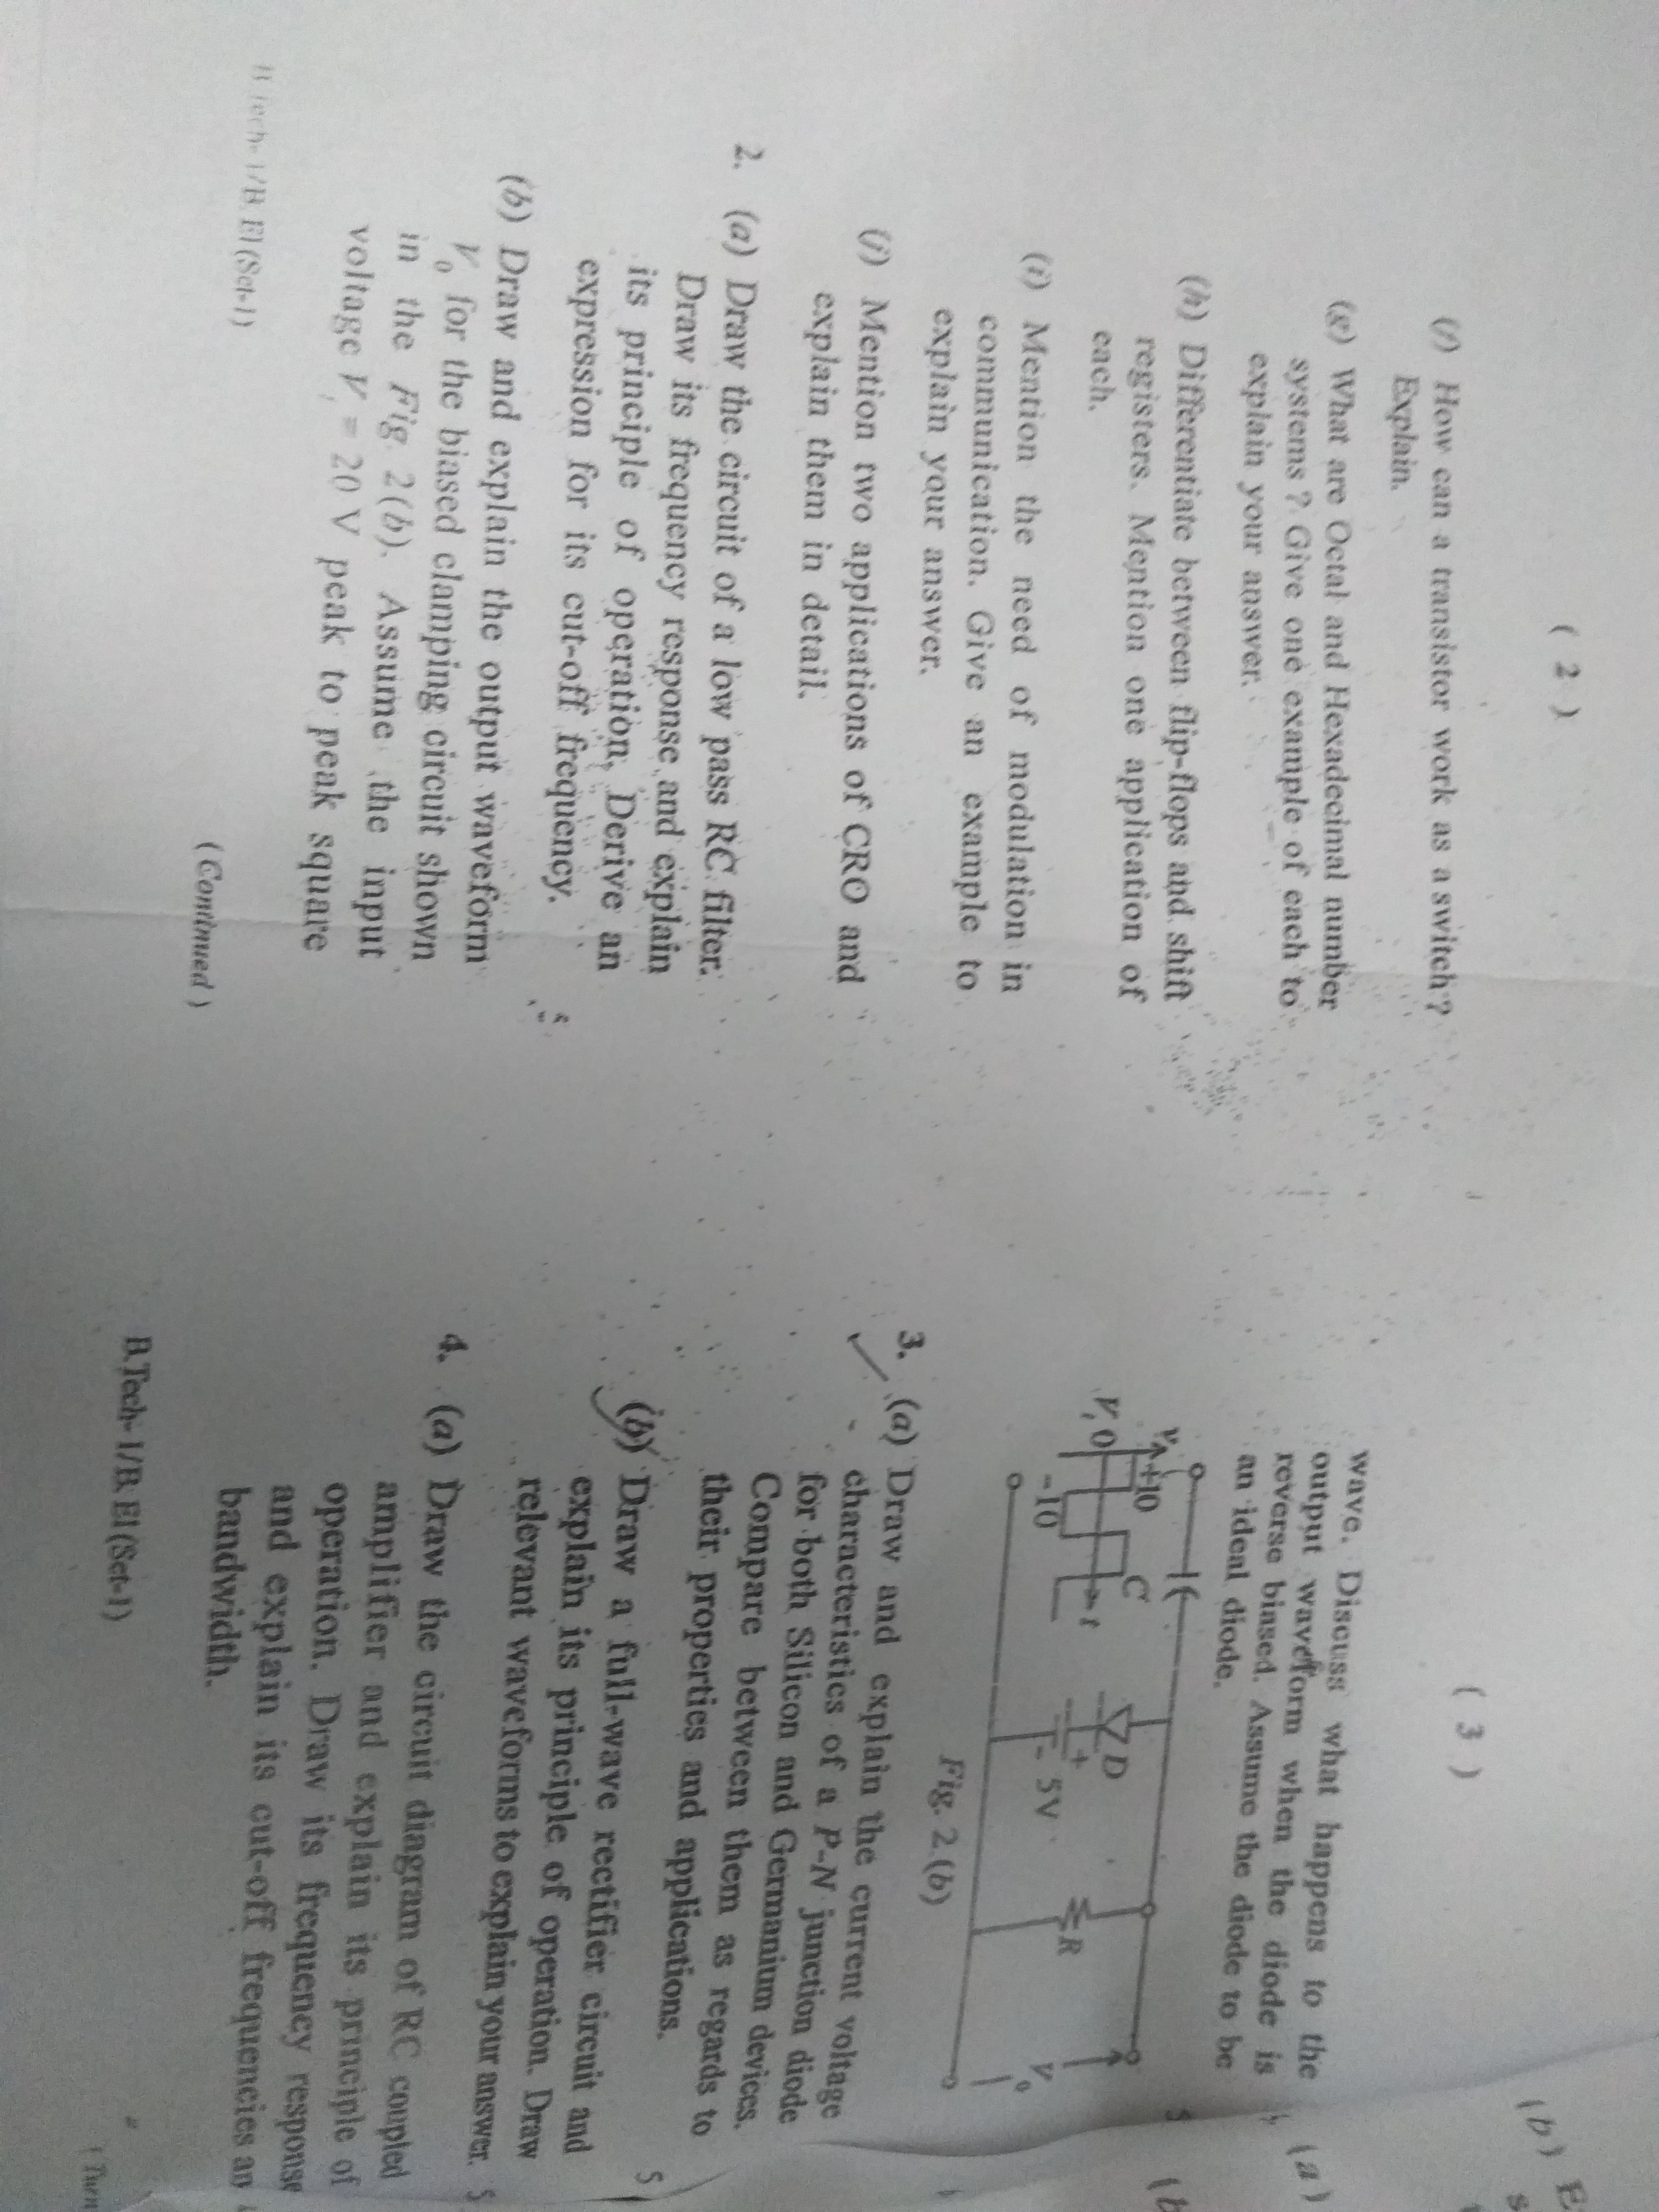 ( 2 )
(f) How can a transistor work as a switch ?
Explain.
(g) What are Octal and Hexadecimal number
systems ? Give one example of each to
explain your answer.
(h) Differentiate between flip-flops and shift
registers. Mention one application of
each.
(i) Mention the need of modulation in
communication. Give an example to
explain your answer.
(j) Mention two applications of CRO and
explain them in detail.
2. (a) Draw the circuit of a low pass RC filter.
Draw its frequency response and explain
its principle of operation. Derive an
expression for its cut-off frequency.
(b) Draw and explain the output waveform
V0 for the biased clamping circuit shown
in the Fig. 2(b). Assume the input
voltage Vi = 20 V peak to peak square
B.Tech-1/B.El(Set-1)
(Continued)
( 3 )
wave. Discuss what happens to the
output waveform when the diode is
reverse biased. Assume the diode to be
an ideal diode.
5
C
V +10
Vi 0
t
-10
D
+
- 5V
R
V0
Fig. 2.(b)
3. (a) Draw and explain the current voltage
characteristics of a P-N junction diode
for both Silicon and Germanium devices.
Compare between them as regards to
their properties and applications.
5
(b) Draw a full-wave rectifier circuit and
explain its principle of operation. Draw
relevant waveforms to explain your answer. 5
4. (a) Draw the circuit diagram of RC coupled
amplifier and explain its principle of
operation. Draw its frequency response
and explain its cut-off frequencies an
bandwidth.
B.Tech-1/B.El(Set-1)
(Turn
(b) E
s
(a)
(b